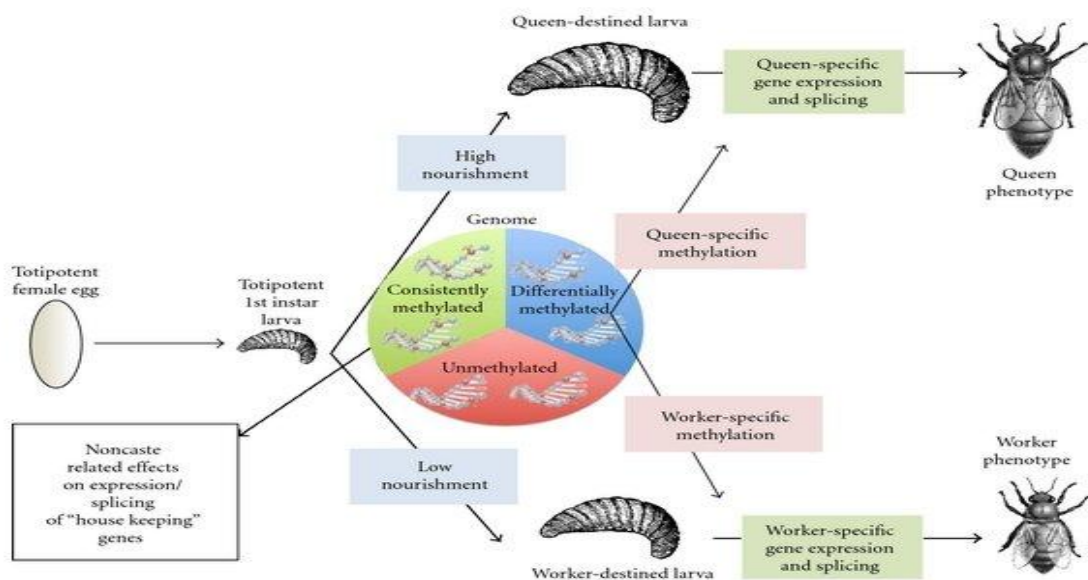 Queen-destined larva
Queen-specific
gene expression
and splicing
Queen
phenotype
High
nourishment
Genome
Queen-specific
methylation
Totipotent
female egg
Totipotent
1st instar
larva
Consistently
methylated
Differentially
methylated
Unmethylated
Noncaste
related effects
on expression/
splicing
of "house keeping"
genes
Low
nourishment
Worker-specific
methylation
Worker
phenotype
Worker-destined larva
Worker-specific
gene expression
and splicing